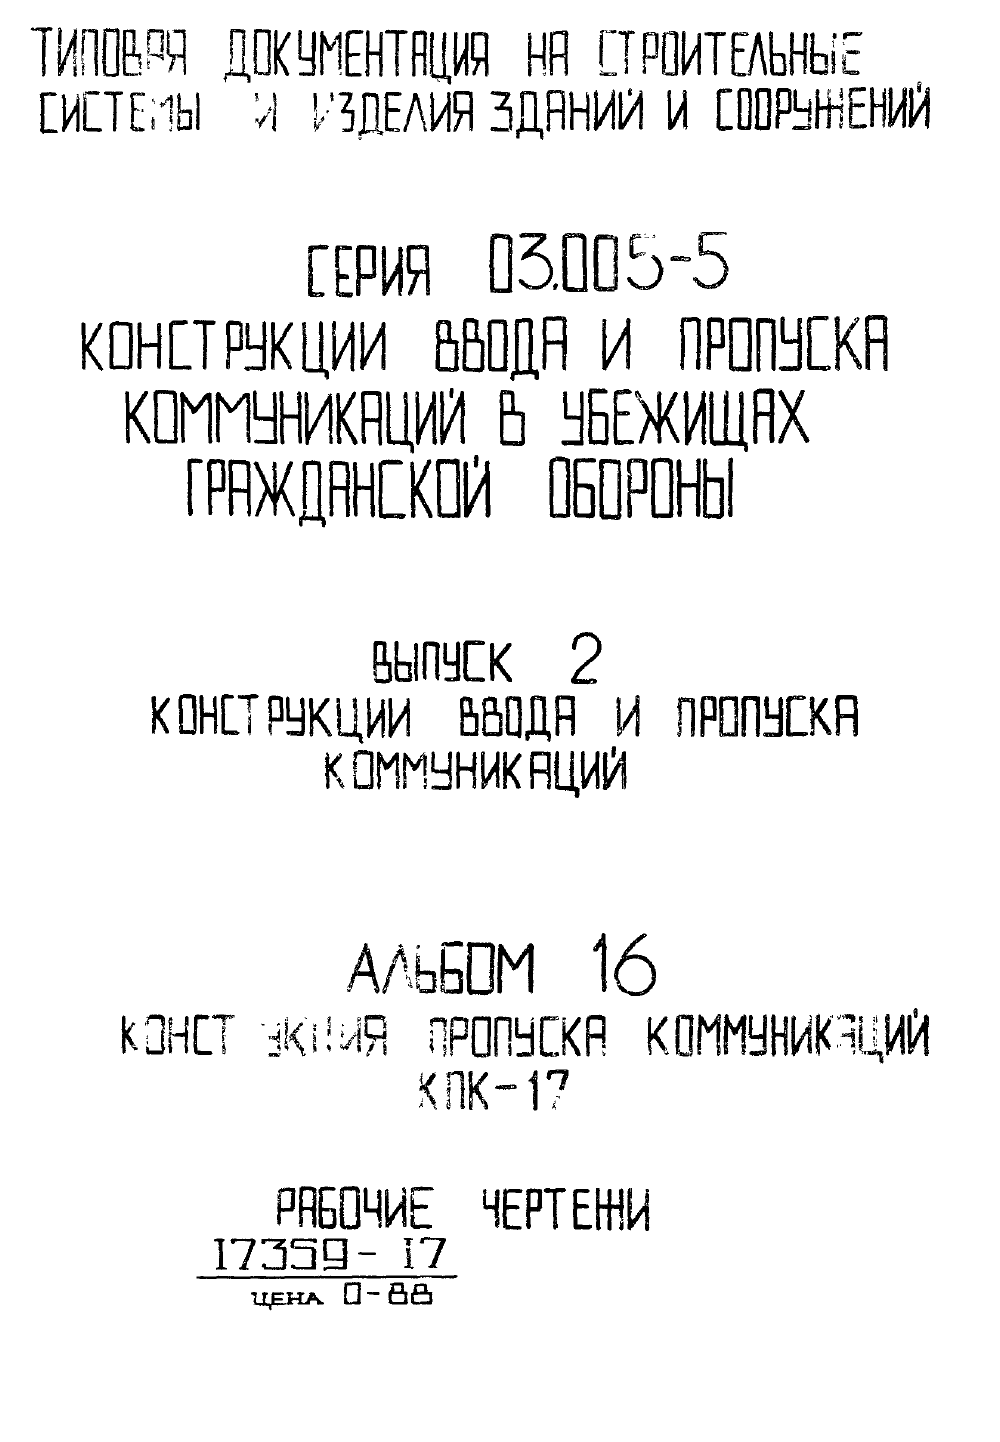 ТИПОВАЯ ДОКУМЕНТАЦИЯ НА СТРОИТЕЛЬНЫЕ
СИСТЕМЫ И ИЗДЕЛИЯ ЗДАНИЙ И СООРУЖЕНИЙ
СЕРИЯ 03.005-5
КОНСТРУКЦИИ ВВОДА И ПРОПУСКА
КОММУНИКАЦИЙ В УБЕЖИЩАХ
ГРАЖДАНСКОЙ ОБОРОНЫ
ВЫПУСК 2
КОНСТРУКЦИИ ВВОДА И ПРОПУСКА
КОММУНИКАЦИЙ
АЛЬБОМ 16
КОНСТРУКЦИЯ ПРОПУСКА КОММУНИКАЦИЙ
КПК-17
РАБОЧИЕ ЧЕРТЕЖИ
17359-17
ЦЕНА 0-88